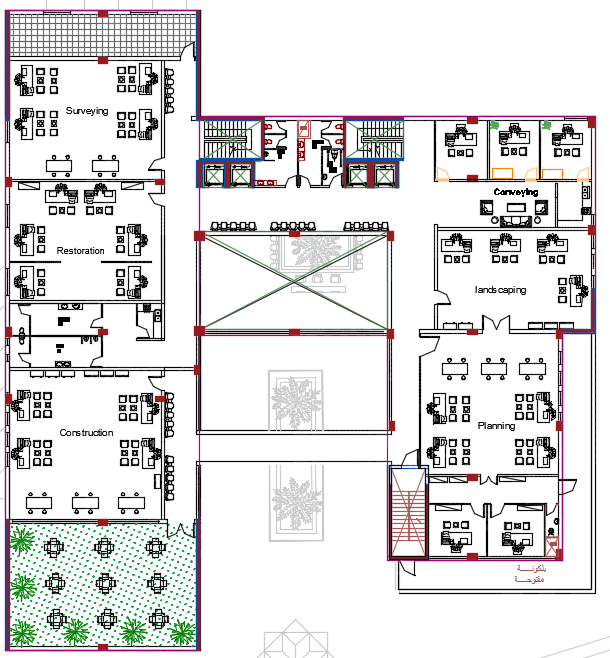 Surveying
Conveying
Restoration
landscaping
Construction
Planning
بلكونة
مفتوحة